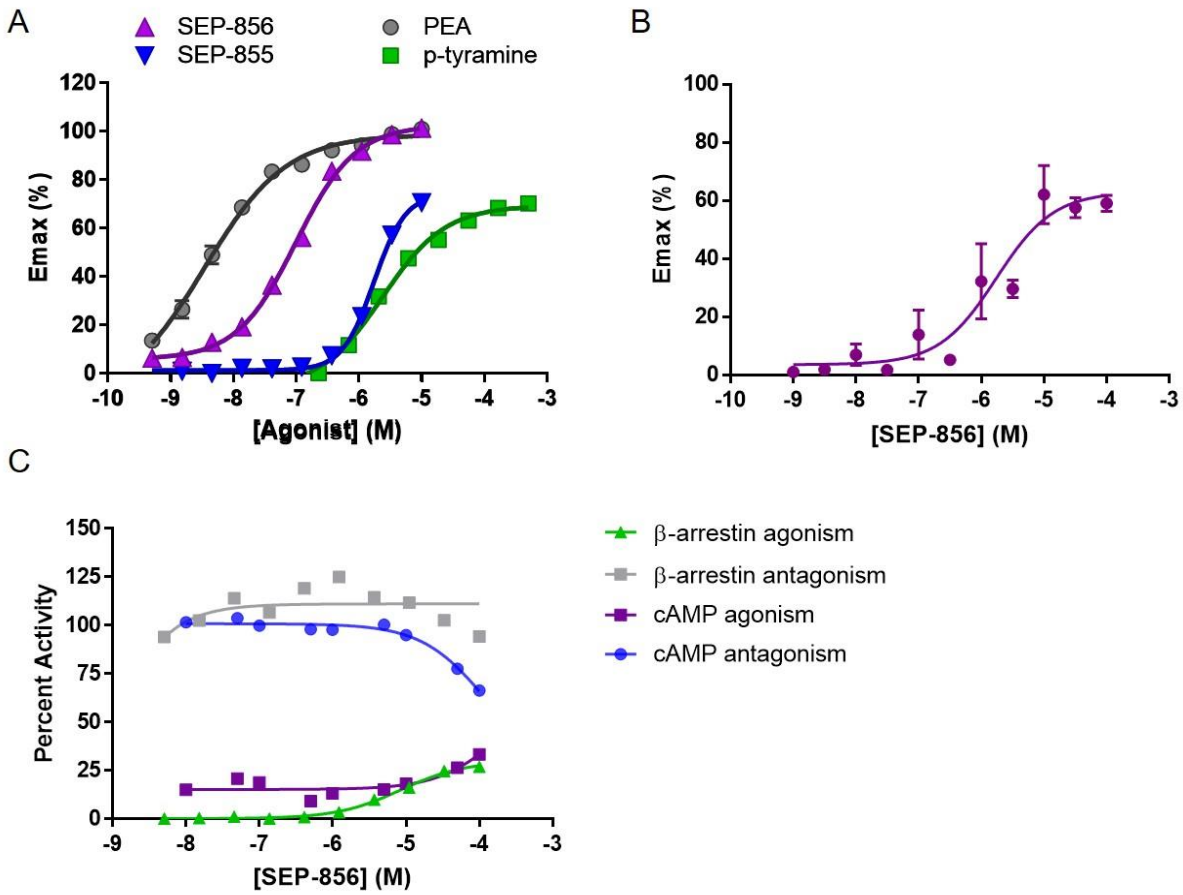 A
SEP-856
SEP-855
PEA
p-tyramine
120
100
80
60
40
20
0
Emax (%)
-10 -9 -8 -7 -6 -5 -4 -3
[Agonist] (M)
B
100
80
60
40
20
0
Emax (%)
-10 -9 -8 -7 -6 -5 -4 -3
[SEP-856] (M)
C
150
125
100
75
50
25
0
Percent Activity
-9 -8 -7 -6 -5 -4 -3
[SEP-856] (M)
β-arrestin agonism
β-arrestin antagonism
cAMP agonism
cAMP antagonism